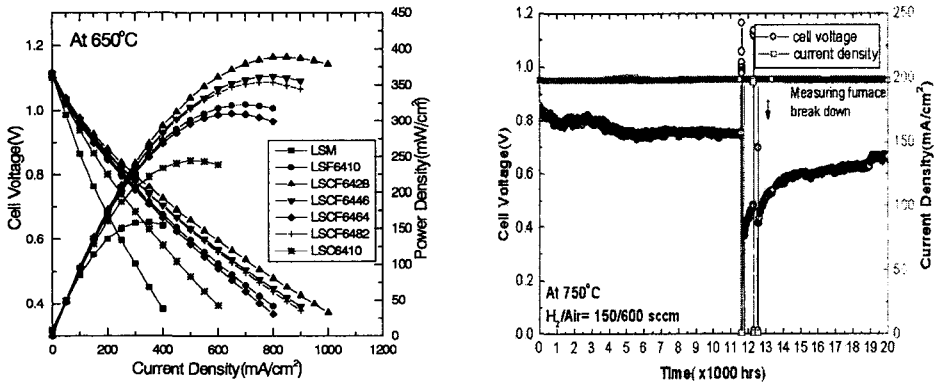 At 650°C
Cell Voltage(V)
1.2
1.0
0.8
0.6
0.4
0 200 400 600 800 1000
Current Density(mA/cm²)
450
400
350
300
250
200
150
100
50
0
Power Density(mW/cm²)
LSM
LSF6410
LSCF6428
LSCF6446
LSCF6464
LSCF6482
LSC6410
Cell Voltage(V)
1.2
1.0
0.8
0.6
0.4
0.2
0.0
cell voltage
current density
Measuring furnace
break down
At 750°C
H₂/Air= 150/600 sccm
0 1 2 3 4 5 6 7 8 9 10 11 12 13 14 15 16 17 18 19 20
Time( x1000 hrs)
250
200
150
100
50
0
Current Density(mA/cm²)